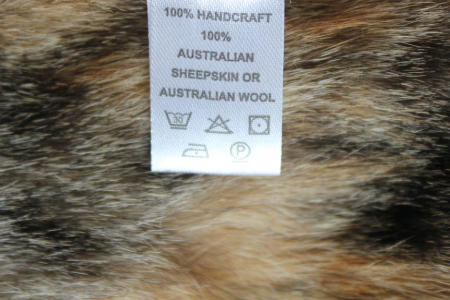 100% HANDCRAFT
100%
AUSTRALIAN
SHEEPSKIN OR
AUSTRALIAN WOOL
30
P